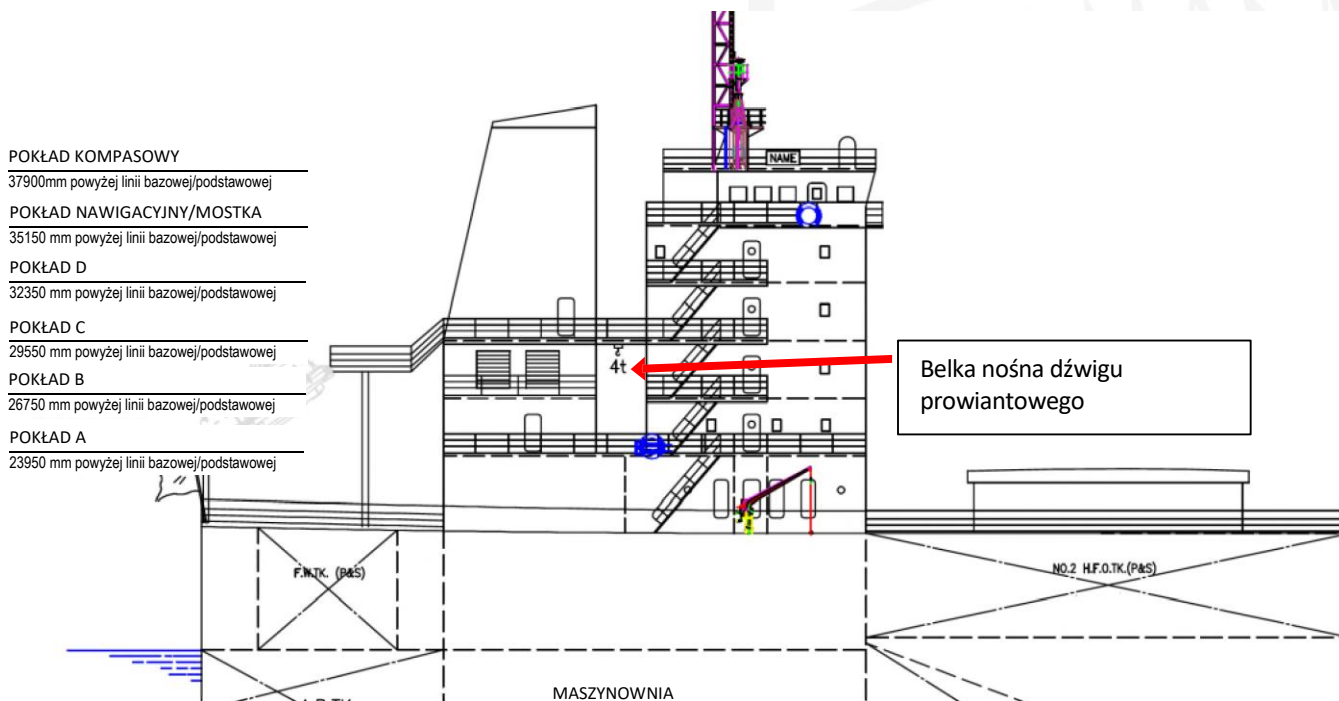 NAME
POKŁAD KOMPASOWY
37900mm powyżej linii bazowej/podstawowej
POKŁAD NAWIGACYJNY/MOSTKA
35150 mm powyżej linii bazowej/podstawowej
POKŁAD D
32350 mm powyżej linii bazowej/podstawowej
POKŁAD C
29550 mm powyżej linii bazowej/podstawowej
POKŁAD B
26750 mm powyżej linii bazowej/podstawowej
POKŁAD A
23950 mm powyżej linii bazowej/podstawowej
4t
Belka nośna dźwigu
prowiantowego
F.W.TK. (P&S)
NO.2 H.F.O.TK.(P&S)
MASZYNOWNIA